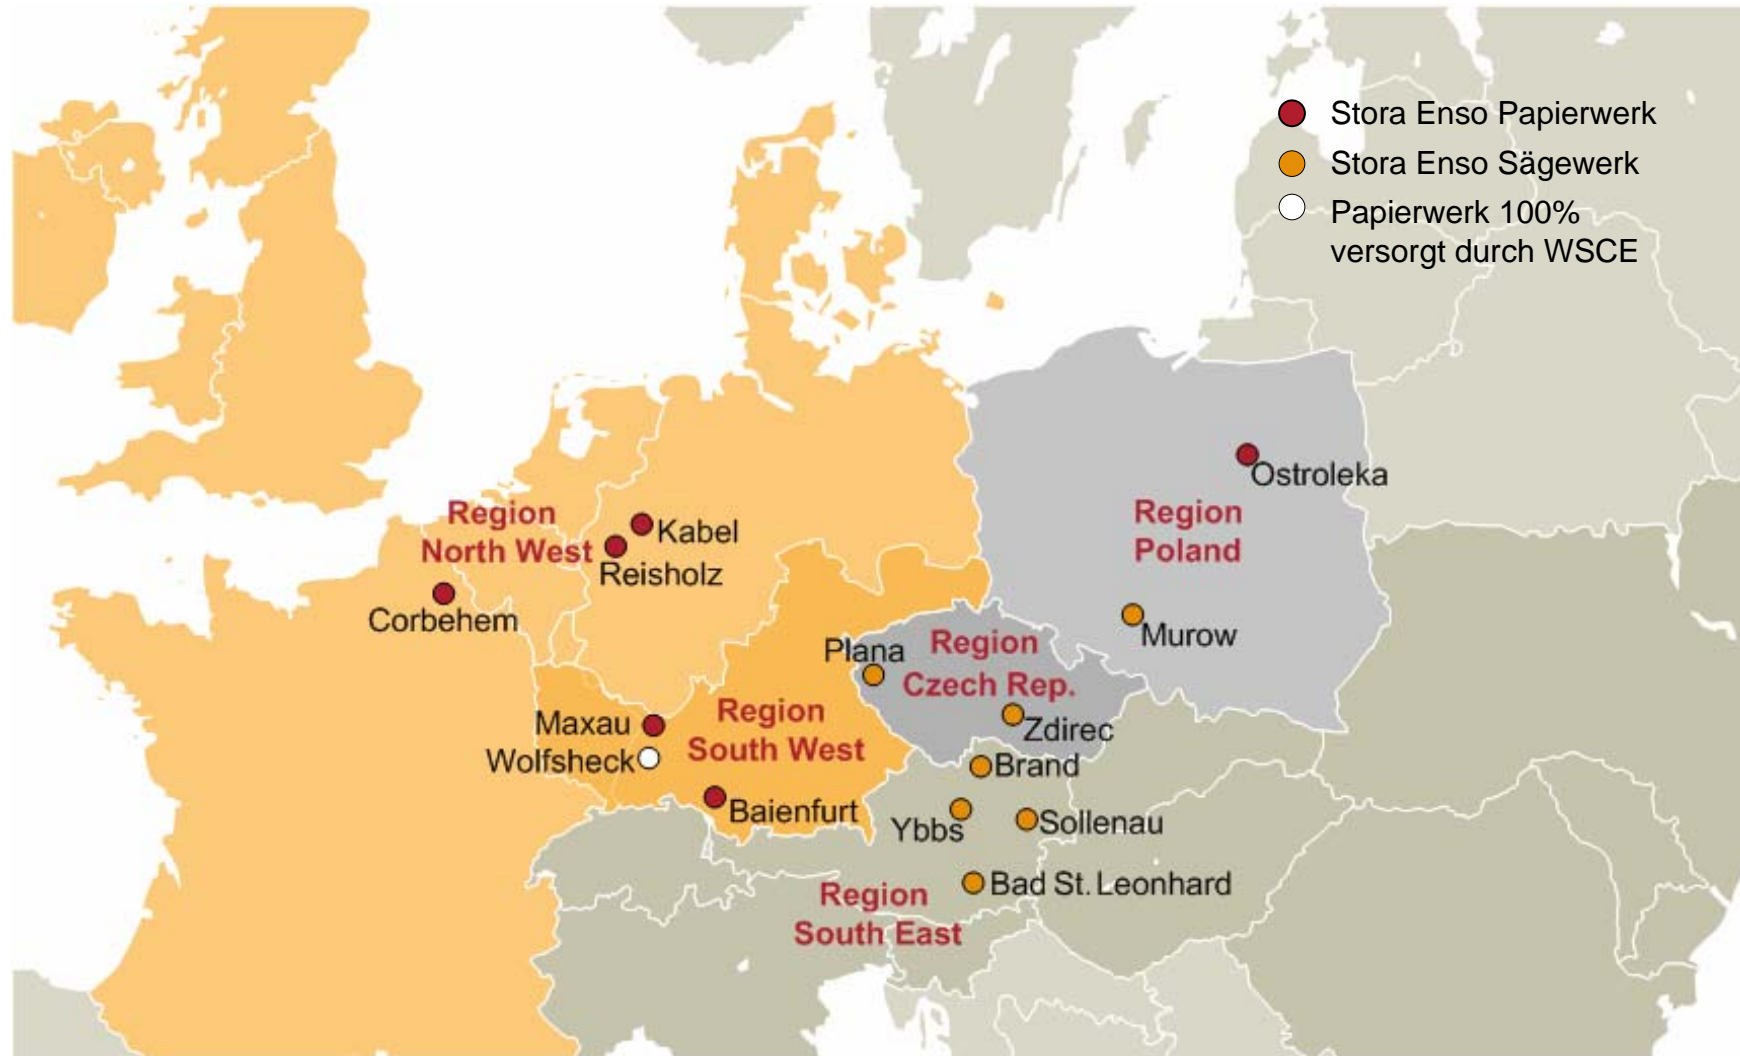 Stora Enso Papierwerk
Stora Enso Sägewerk
Papierwerk 100%
versorgt durch WSCE
Ostroleka
Region
North West
Kabel
Reisholz
Region
Poland
Corbehem
Murow
Plana
Region
Czech Rep.
Zdirec
Maxau
Wolfsheck
Region
South West
Brand
Baienfurt
Ybbs
Sollenau
Bad St. Leonhard
Region
South East